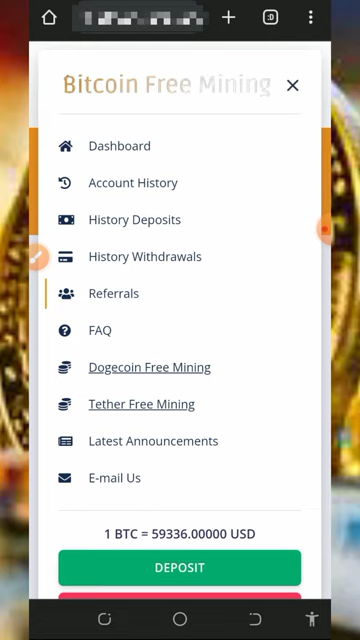 :D
Bitcoin Free Mining
Dashboard
Account History
History Deposits
History Withdrawals
Referrals
FAQ
Dogecoin Free Mining
Tether Free Mining
Latest Announcements
E-mail Us
1 BTC = 59336.00000 USD
DEPOSIT